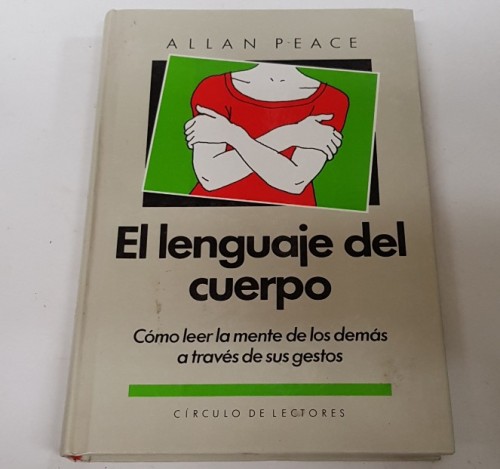 ALLAN PEACE
El lenguaje del
cuerpo
Cómo leer la mente de los demás
a través de sus gestos
CÍRCULO DE LECTORES